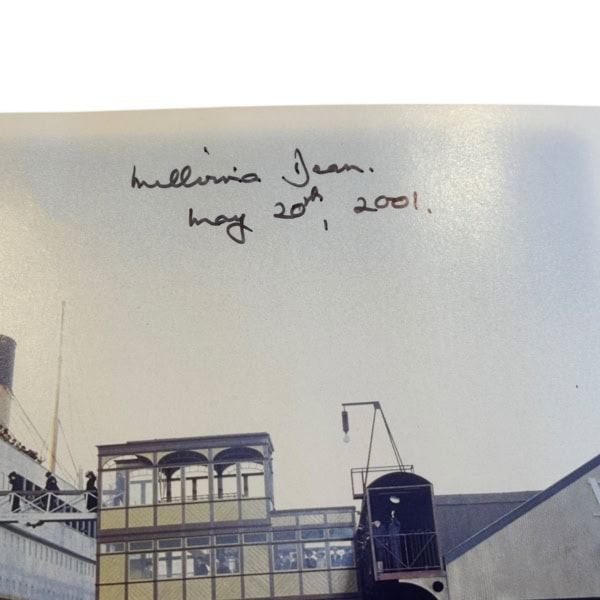 Millvina Dean.
May 20th, 2001.